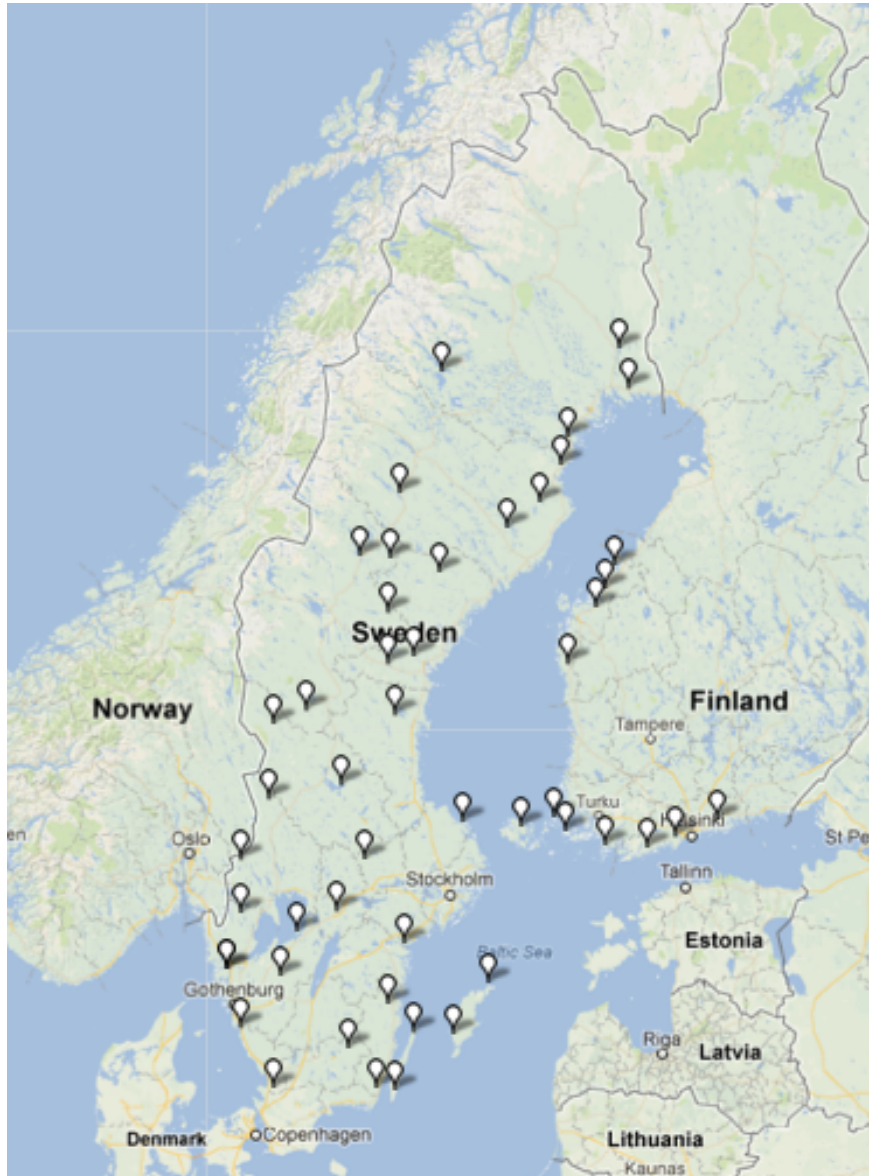 Sweden
Norway
Finland
Tampere
Turku
Helsinki
Oslo
St Pe
Stockholm
Tallinn
Baltic Sea
Estonia
Gothenburg
Riga
Latvia
Denmark
Copenhagen
Lithuania
Kaunas